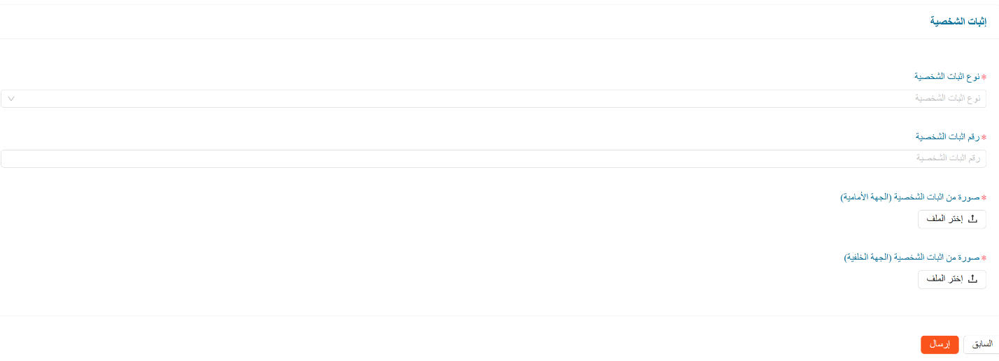 إثبات الشخصية
* نوع اثبات الشخصية
نوع اثبات الشخصية
* رقم اثبات الشخصية
رقم اثبات الشخصية
* صورة من اثبات الشخصية (الجهة الأمامية)
إختر الملف
* صورة من اثبات الشخصية (الجهة الخلفية)
إختر الملف
السابق إرسال